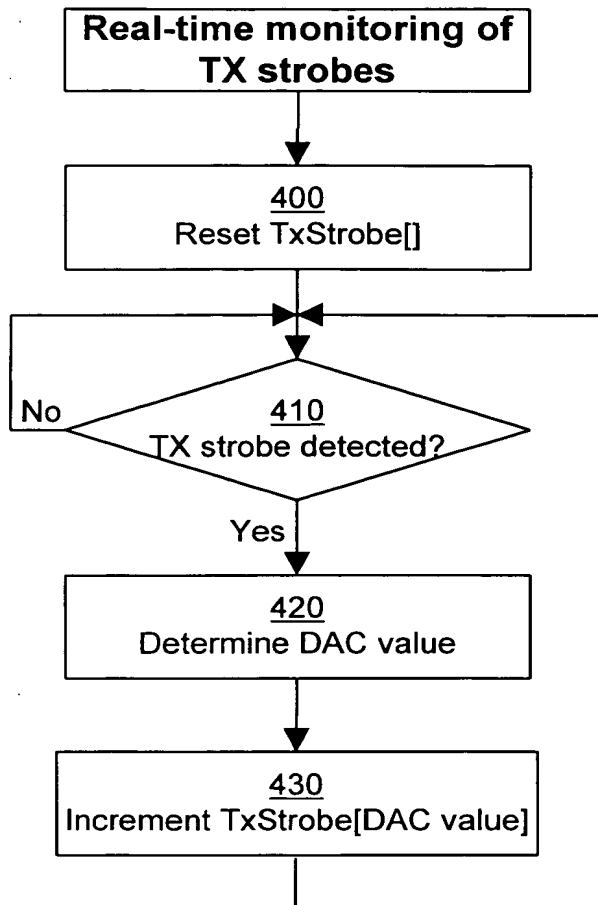 Real-time monitoring of
TX strobes
400
Reset TxStrobe[]
No
410
TX strobe detected?
Yes
420
Determine DAC value
430
Increment TxStrobe[DAC value]